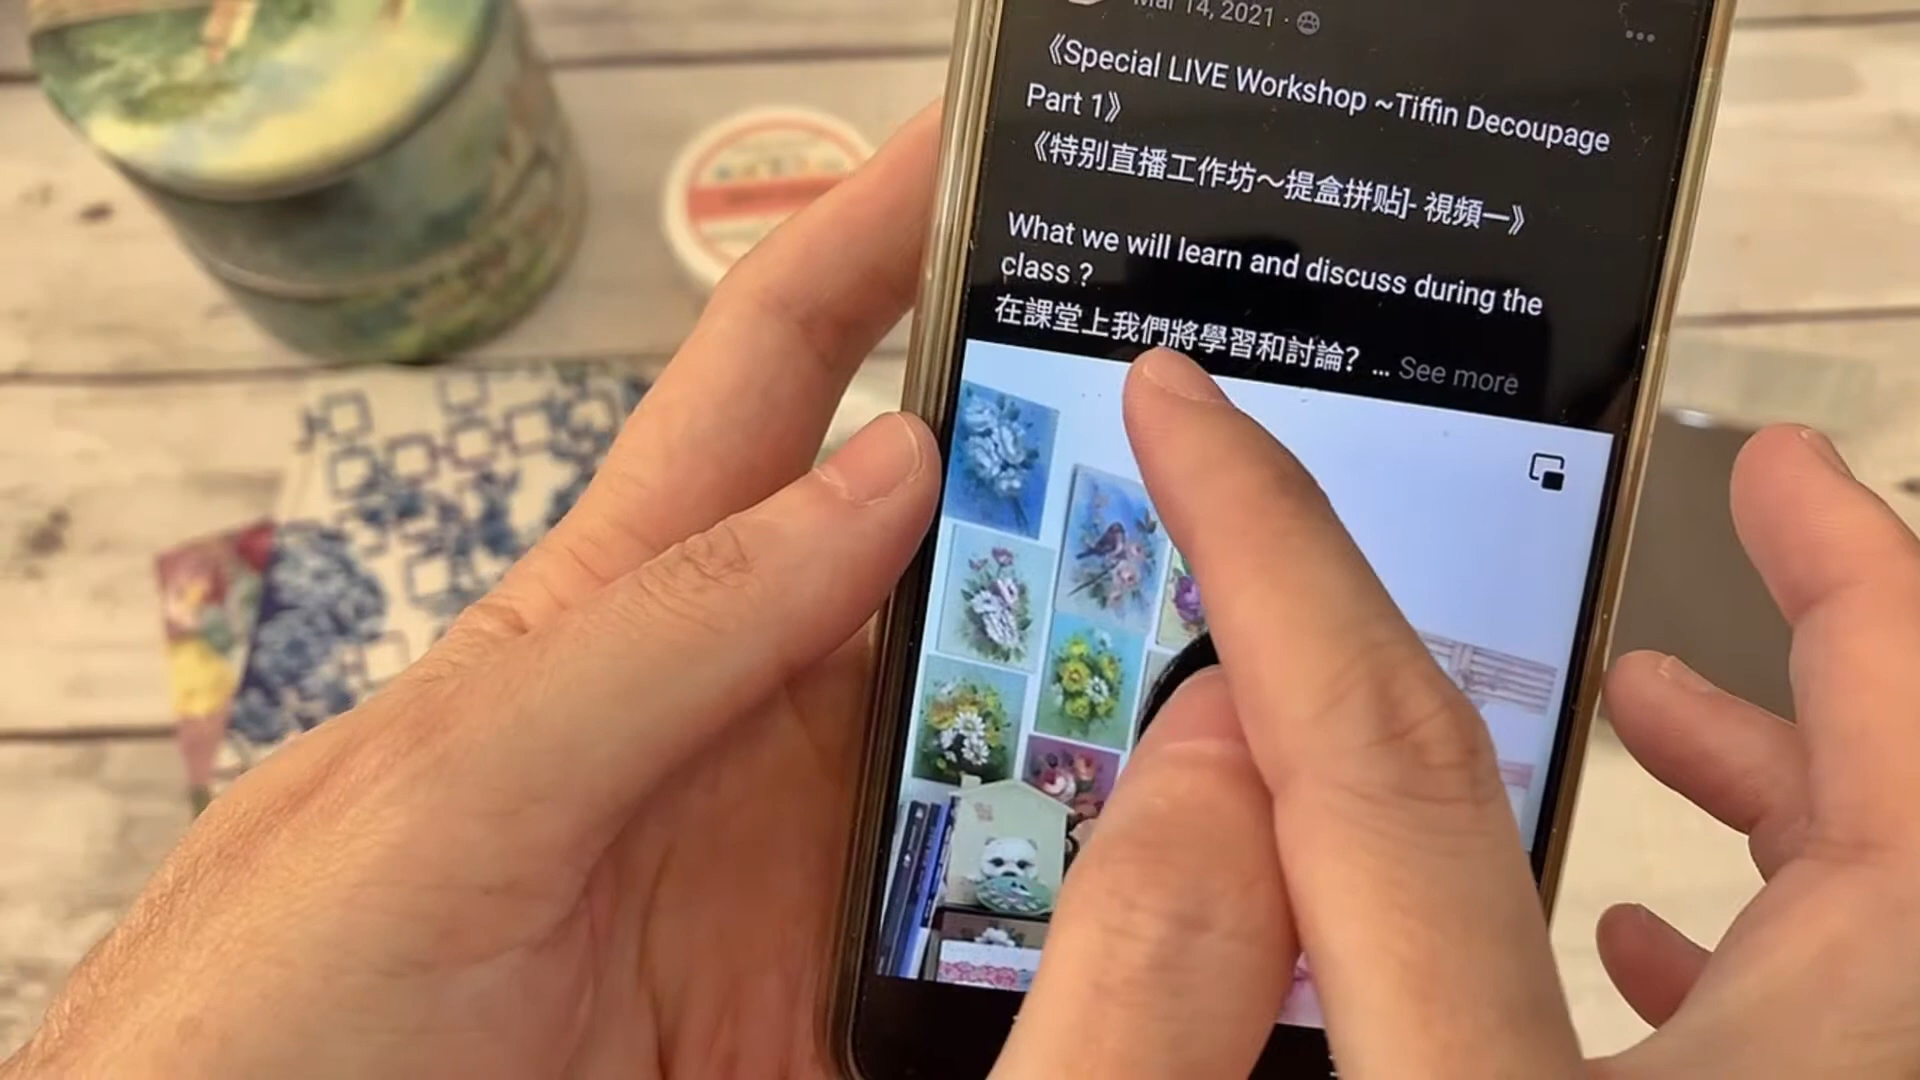 Mar 14, 2021 ·
《Special LIVE Workshop ~Tiffin Decoupage
Part 1》
《特别直播工作坊～提盒拼贴]- 視頻一》
What we will learn and discuss during the
class ?
在課堂上我們將學習和討論? ... See more